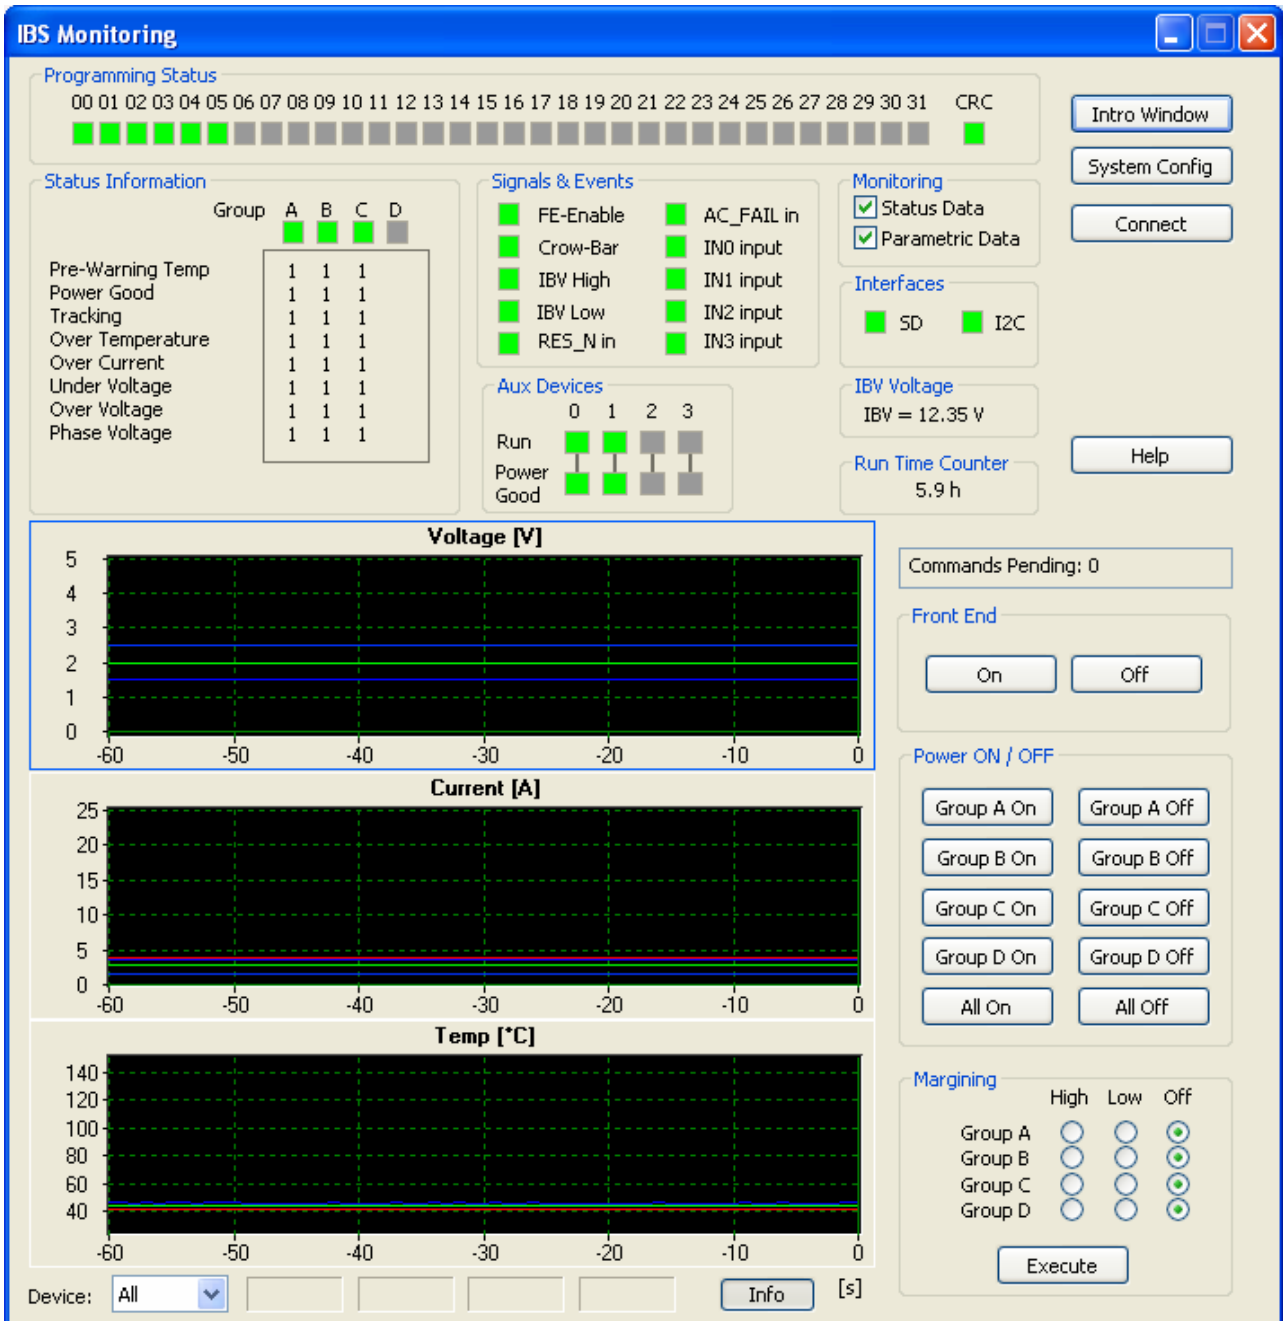 IBS Monitoring
Programming Status
00 01 02 03 04 05 06 07 08 09 10 11 12 13 14 15 16 17 18 19 20 21 22 23 24 25 26 27 28 29 30 31 CRC
Intro Window
System Config
Connect
Help
Status Information
Group A B C D
Pre-Warning Temp 1 1 1
Power Good 1 1 1
Tracking 1 1 1
Over Temperature 1 1 1
Over Current 1 1 1
Under Voltage 1 1 1
Over Voltage 1 1 1
Phase Voltage 1 1 1
Signals & Events
FE-Enable AC_FAIL in
Crow-Bar IN0 input
IBV High IN1 input
IBV Low IN2 input
RES_N in IN3 input
Aux Devices
0 1 2 3
Run
Power
Good
Monitoring
Status Data
Parametric Data
Interfaces
SD I2C
IBV Voltage
IBV = 12.35 V
Run Time Counter
5.9 h
Voltage [V]
5
4
3
2
1
0
-60 -50 -40 -30 -20 -10 0
Current [A]
25
20
15
10
5
0
-60 -50 -40 -30 -20 -10 0
Temp [*C]
140
120
100
80
60
40
-60 -50 -40 -30 -20 -10 0
Device: All Info [s]
Commands Pending: 0
Front End
On Off
Power ON / OFF
Group A On Group A Off
Group B On Group B Off
Group C On Group C Off
Group D On Group D Off
All On All Off
Margining
High Low Off
Group A
Group B
Group C
Group D
Execute